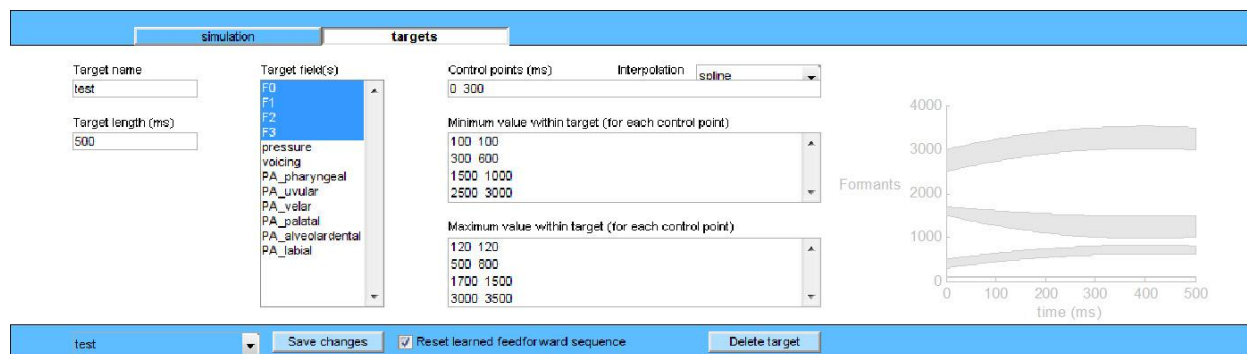 simulation targets
Target name Target field(s) Control points (ms) Interpolation spline
test F0 0 300
F1
Target length (ms) F2 Minimum value within target (for each control point)
500 F3 100 100
pressure 300 600
voicing 1500 1000
PA_pharyngeal 2500 3000
PA_uvular
PA_velar Maximum value within target (for each control point)
PA_palatal 120 120
PA_alveolardental 500 800
PA_labial 1700 1500
3000 3500
4000
3000
Formants 2000
1000
0
0 100 200 300 400 500
time (ms)
test Save changes Reset learned feedforward sequence Delete target